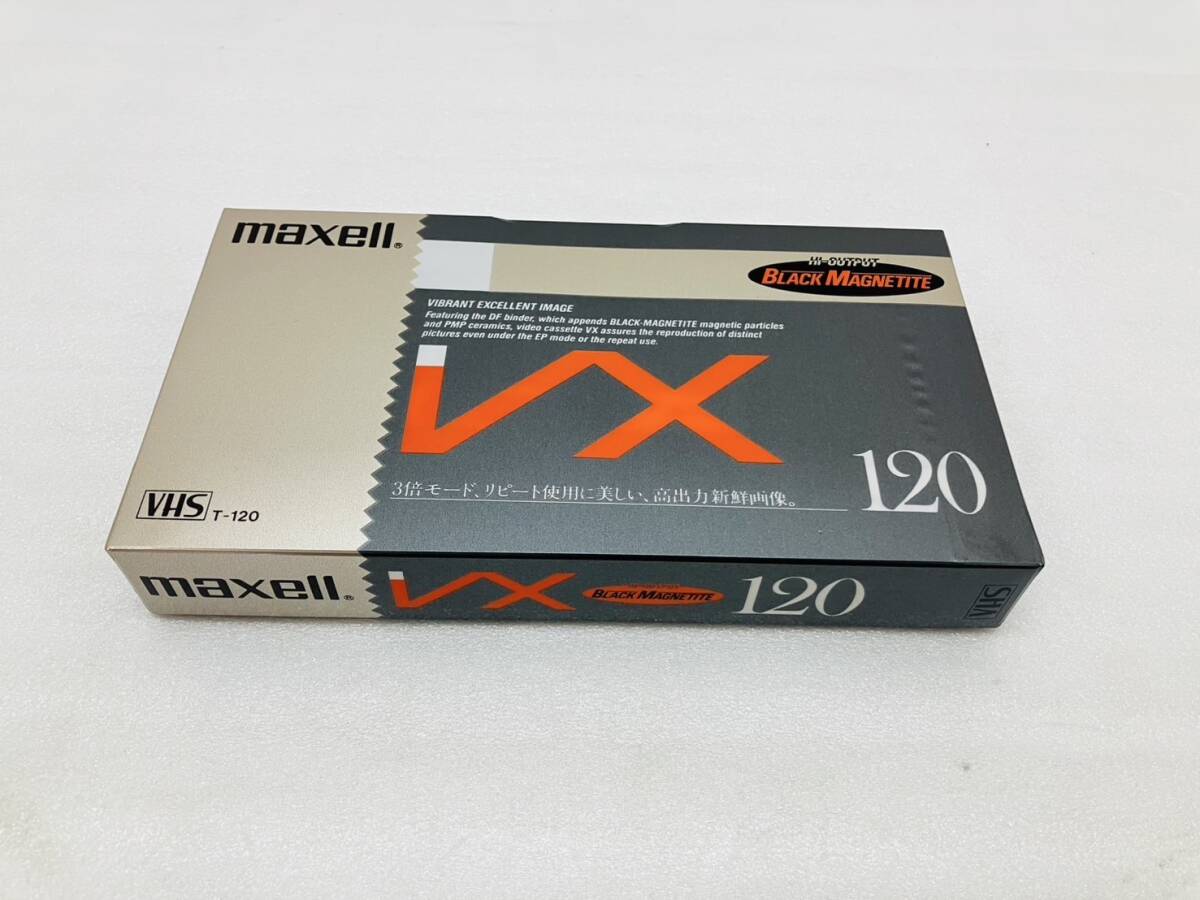 maxell®
HI-OUTPUT
BLACK MAGNETITE
VIBRANT EXCELLENT IMAGE
Featuring the DF binder, which appends BLACK-MAGNETITE magnetic particles
and PMP ceramics, video cassette VX assures the reproduction of distinct
pictures even under the EP mode or the repeat use.
VX
3倍モード、リピート使用に美しい、高出力新鮮画像。
120
VHS T-120
maxell®
VX
HI-OUTPUT
BLACK MAGNETITE
120
VHS